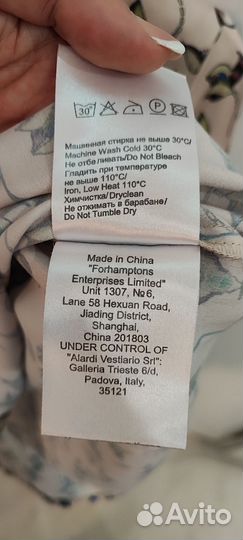 30°
P
Машинная стирка не выше 30°C/
Machine Wash Cold 30°C
Не отбеливать/Do Not Bleach
Гладить при температуре
не выше 110°C/
Iron, Low Heat 110°C
Химчистка/Dryclean
Не отжимать в барабане/
Do Not Tumble Dry
Made in China
"Forhamptons
Enterprises Limited"
Unit 1307, №6,
Lane 58 Hexuan Road,
Jiading District,
Shanghai,
China 201803
UNDER CONTROL OF
"Alardi Vestiario Srl":
Galleria Trieste 6/d,
Padova, Italy,
35121
Avito